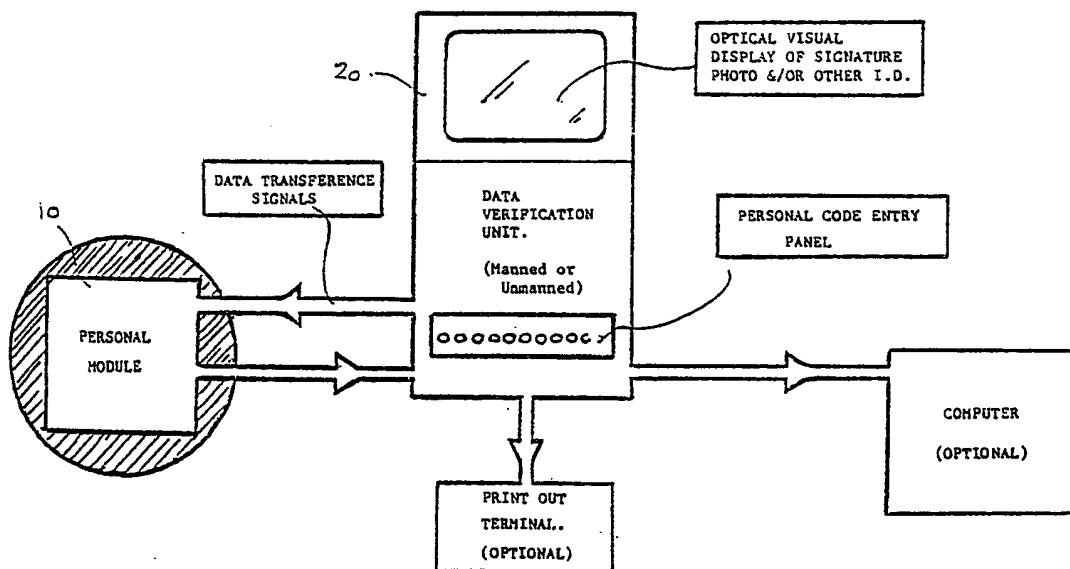 OPTICAL VISUAL
DISPLAY OF SIGNATURE
PHOTO &/OR OTHER I.D.
20
DATA TRANSFERENCE
SIGNALS
DATA
VERIFICATION
UNIT.
(Manned or
Unmanned)
PERSONAL CODE ENTRY
PANEL
10
PERSONAL
MODULE
COMPUTER
(OPTIONAL)
PRINT OUT
TERMINAL.
(OPTIONAL)